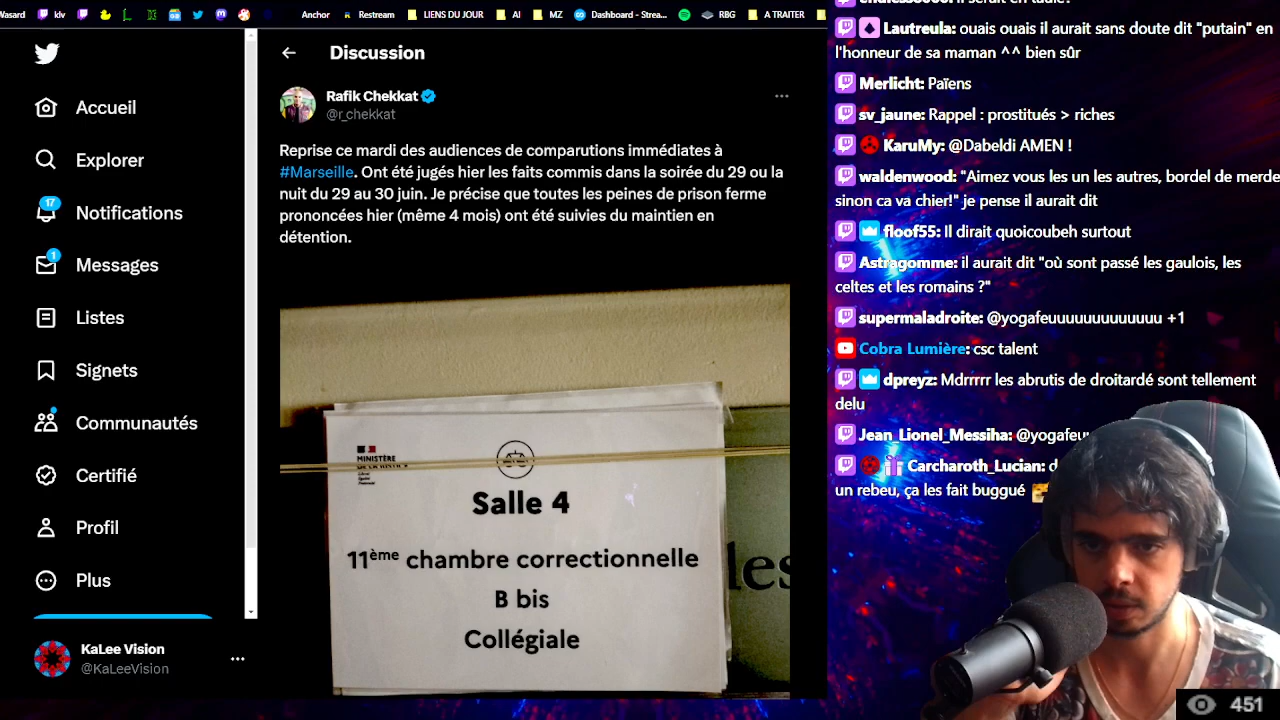 Wasard
klv
Anchor
Restream
LIENS DU JOUR
AI
MZ
Dashboard - Strea...
RBG
A TRAITER
Discussion
Accueil
Explorer
17
Notifications
1
Messages
Listes
Signets
Communautés
Certifié
Profil
Plus
KaLee Vision
@KaLeeVision
Rafik Chekkat
@r_chekkat
Reprise ce mardi des audiences de comparutions immédiates à
#Marseille. Ont été jugés hier les faits commis dans la soirée du 29 ou la
nuit du 29 au 30 juin. Je précise que toutes les peines de prison ferme
prononcées hier (même 4 mois) ont été suivies du maintien en
détention.
MINISTÈRE
Salle 4
11ème chambre correctionnelle
B bis
Collégiale
les
Lautreula: ouais ouais il aurait sans doute dit "putain" en
l'honneur de sa maman ^^ bien sûr
Merlicht: Païens
sv_jaune: Rappel : prostitués > riches
KaruMy: @Dabeldi AMEN !
waldenwood: "Aimez vous les un les autres, bordel de merde
sinon ca va chier!" je pense il aurait dit
floof55: Il dirait quoicoubeh surtout
Astragomme: il aurait dit "où sont passé les gaulois, les
celtes et les romains ?"
supermaladroite: @yogafeuuuuuuuuuuuuu +1
Cobra Lumière: csc talent
dpreyz: Mdrrrrr les abrutis de droitardé sont tellement
delu
Jean_Lionel_Messiha: @yogafeu
Carcharoth_Lucian: d
un rebeu, ça les fait buggué
451